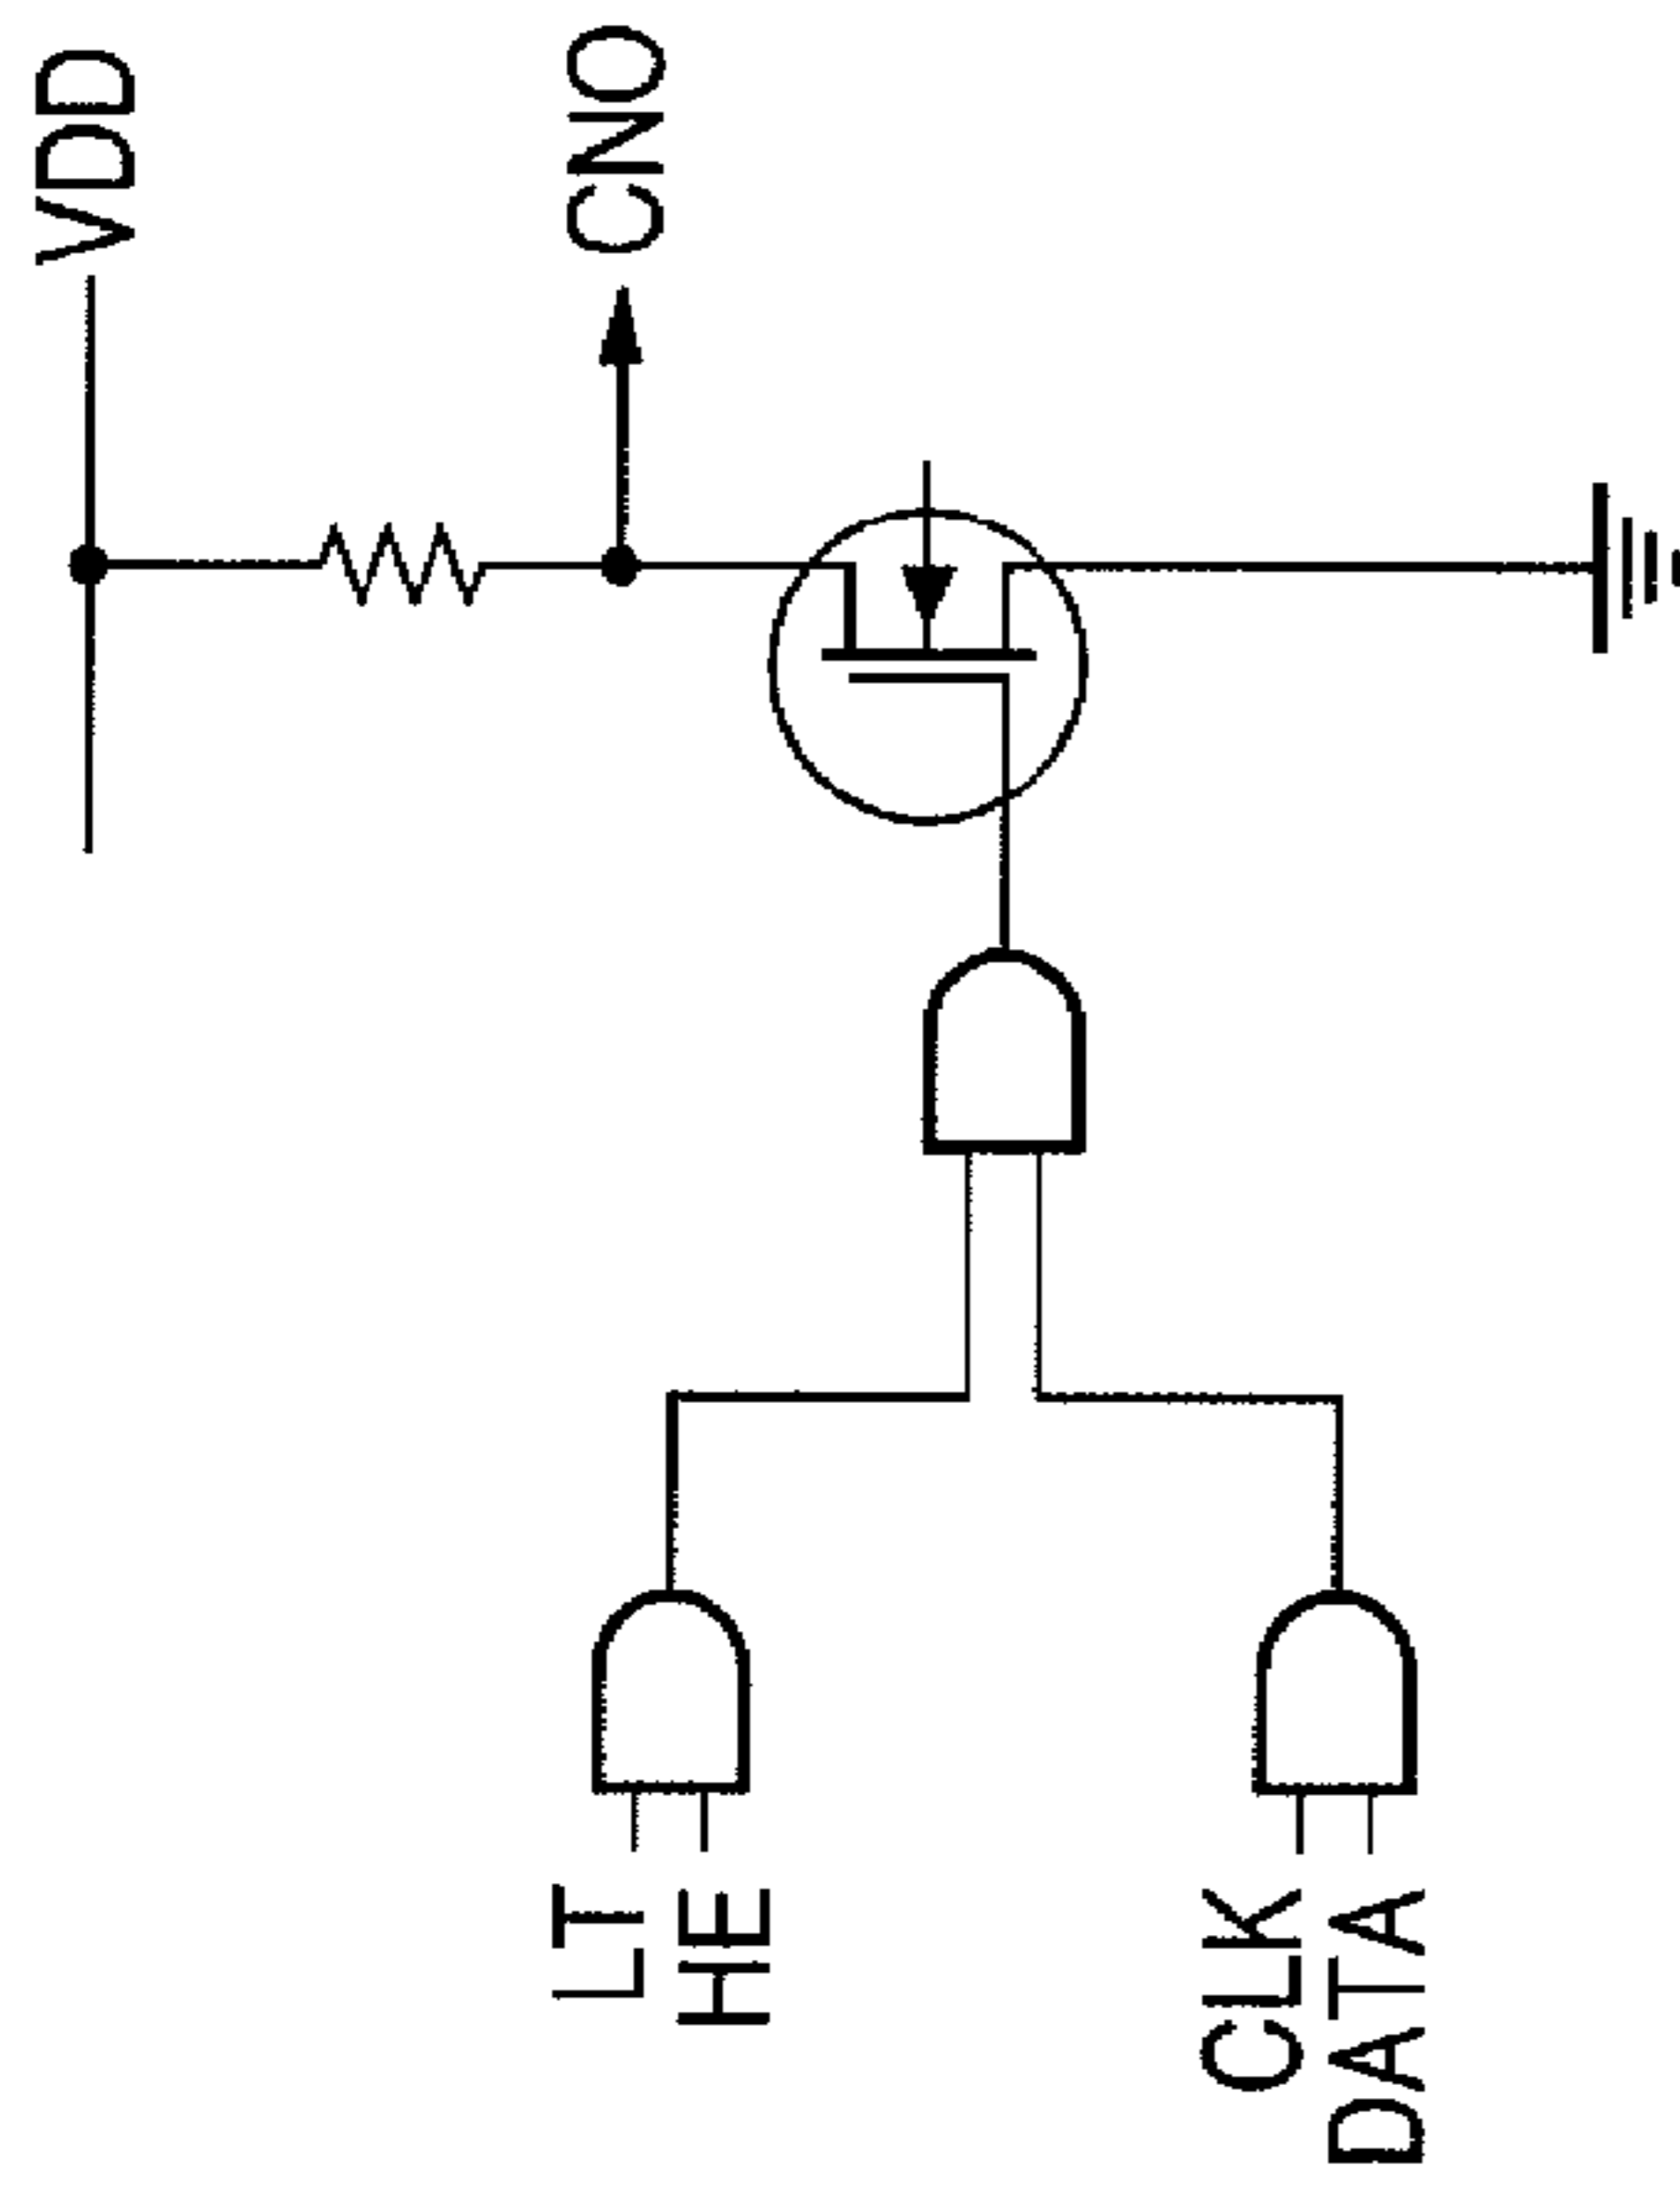 VDD
CNO
LT
HE
CLK
DATA